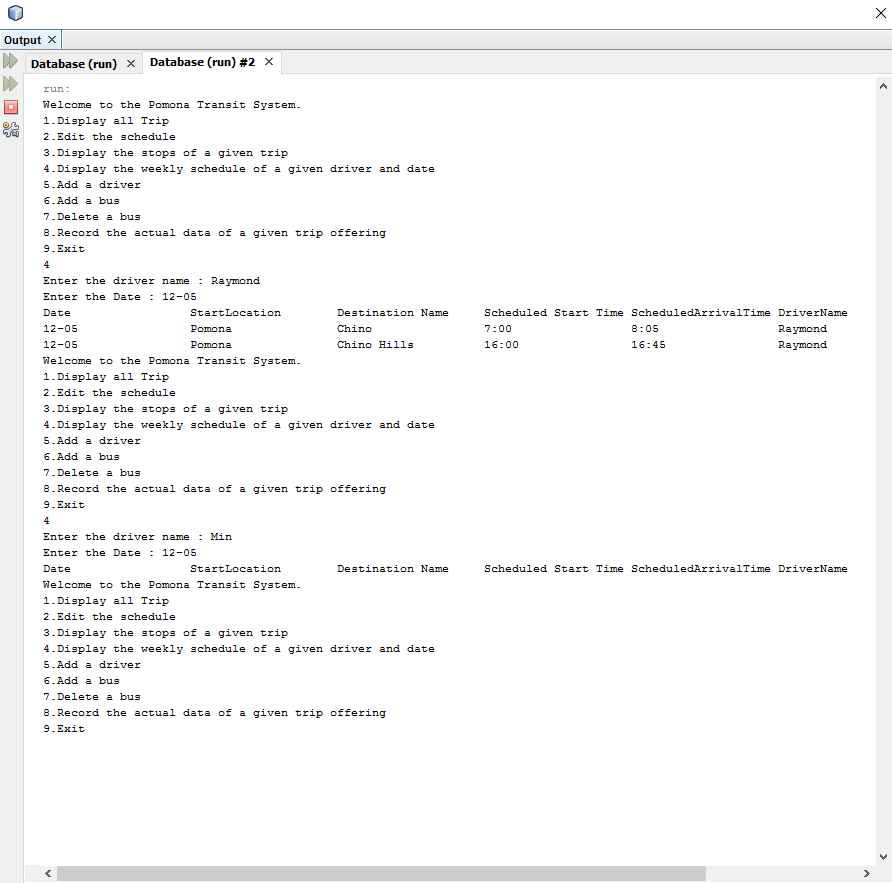 Output
Database (run) Database (run) #2
run:
Welcome to the Pomona Transit System.
1.Display all Trip
2.Edit the schedule
3.Display the stops of a given trip
4.Display the weekly schedule of a given driver and date
5.Add a driver
6.Add a bus
7.Delete a bus
8.Record the actual data of a given trip offering
9.Exit
4
Enter the driver name : Raymond
Enter the Date : 12-05
Date StartLocation Destination Name Scheduled Start Time ScheduledArrivalTime DriverName
12-05 Pomona Chino 7:00 8:05 Raymond
12-05 Pomona Chino Hills 16:00 16:45 Raymond
Welcome to the Pomona Transit System.
1.Display all Trip
2.Edit the schedule
3.Display the stops of a given trip
4.Display the weekly schedule of a given driver and date
5.Add a driver
6.Add a bus
7.Delete a bus
8.Record the actual data of a given trip offering
9.Exit
4
Enter the driver name : Min
Enter the Date : 12-05
Date StartLocation Destination Name Scheduled Start Time ScheduledArrivalTime DriverName
Welcome to the Pomona Transit System.
1.Display all Trip
2.Edit the schedule
3.Display the stops of a given trip
4.Display the weekly schedule of a given driver and date
5.Add a driver
6.Add a bus
7.Delete a bus
8.Record the actual data of a given trip offering
9.Exit